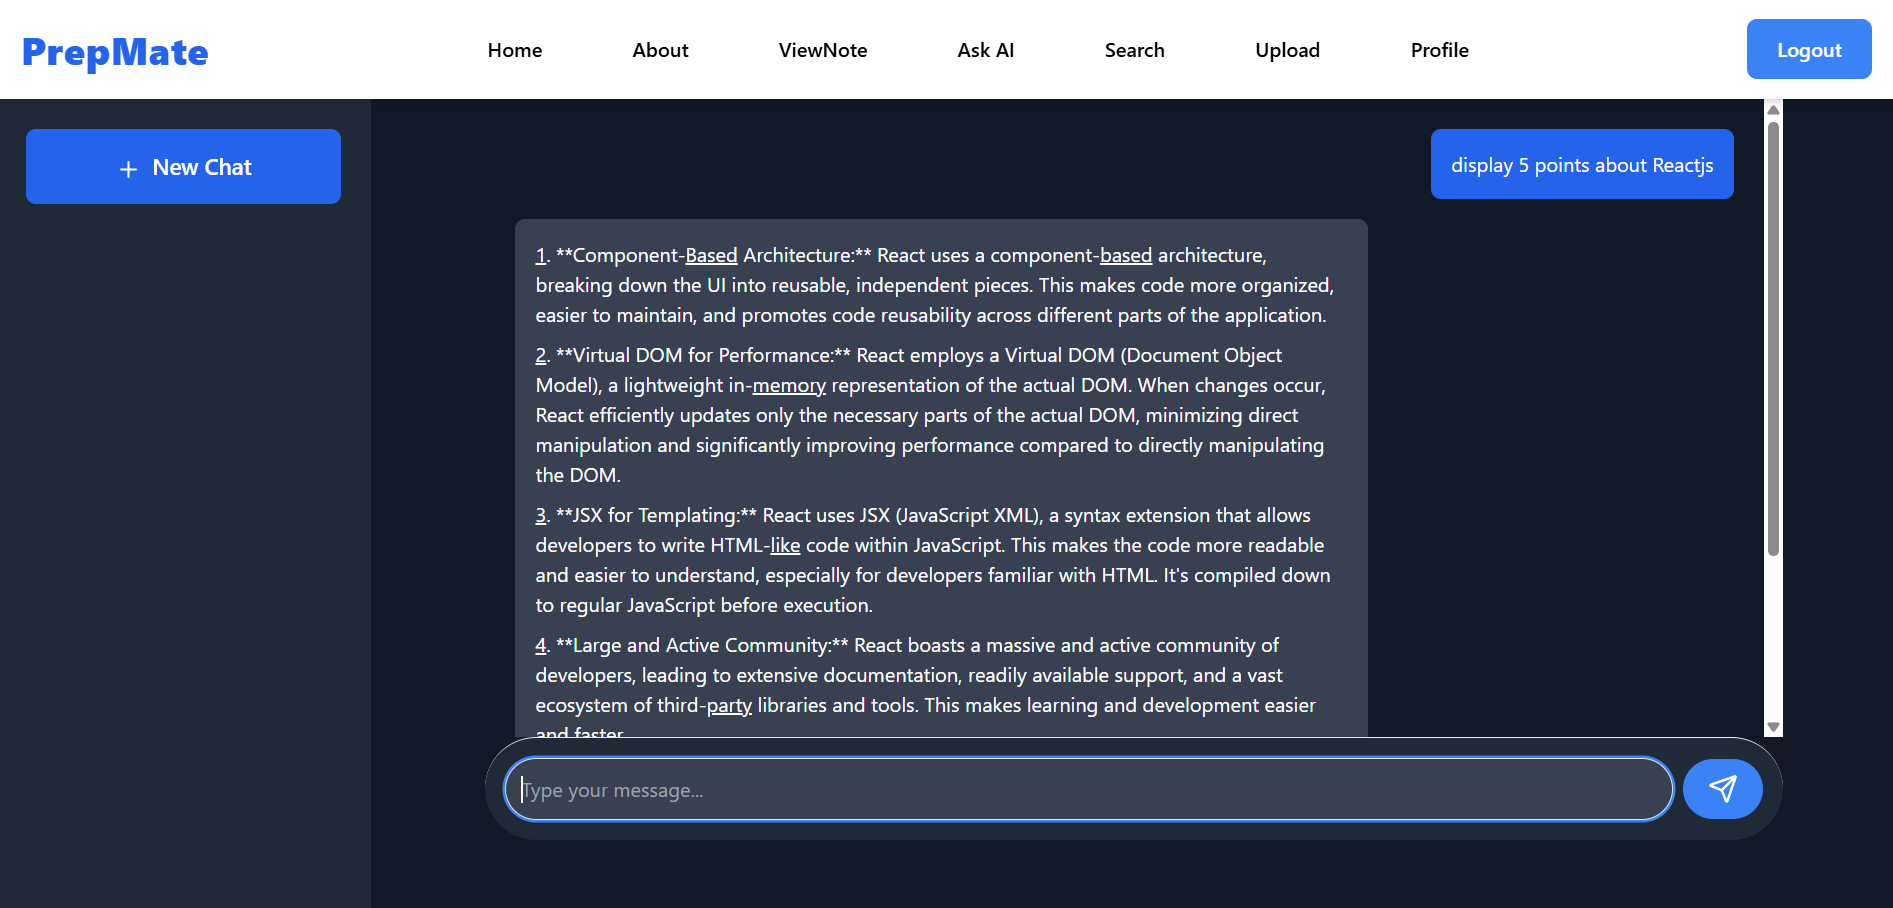 PrepMate
Home
About
ViewNote
Ask AI
Search
Upload
Profile
Logout
+ New Chat
display 5 points about Reactjs
1. **Component-Based Architecture:** React uses a component-based architecture,
breaking down the UI into reusable, independent pieces. This makes code more organized,
easier to maintain, and promotes code reusability across different parts of the application.
2. **Virtual DOM for Performance:** React employs a Virtual DOM (Document Object
Model), a lightweight in-memory representation of the actual DOM. When changes occur,
React efficiently updates only the necessary parts of the actual DOM, minimizing direct
manipulation and significantly improving performance compared to directly manipulating
the DOM.
3. **JSX for Templating:** React uses JSX (JavaScript XML), a syntax extension that allows
developers to write HTML-like code within JavaScript. This makes the code more readable
and easier to understand, especially for developers familiar with HTML. It's compiled down
to regular JavaScript before execution.
4. **Large and Active Community:** React boasts a massive and active community of
developers, leading to extensive documentation, readily available support, and a vast
ecosystem of third-party libraries and tools. This makes learning and development easier
and faster
Type your message...